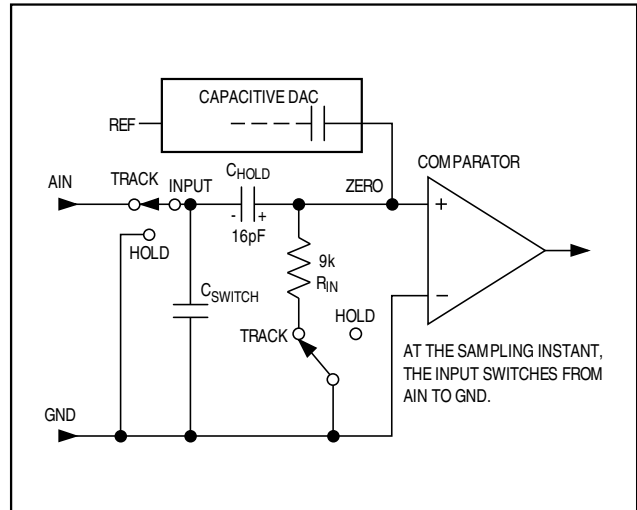 CAPACITIVE DAC
REF
COMPARATOR
AIN
TRACK
INPUT
CHOLD
ZERO
+
- +
16pF
HOLD
9k
RIN
CSWITCH
HOLD
TRACK
−
AT THE SAMPLING INSTANT,
THE INPUT SWITCHES FROM
AIN TO GND.
GND